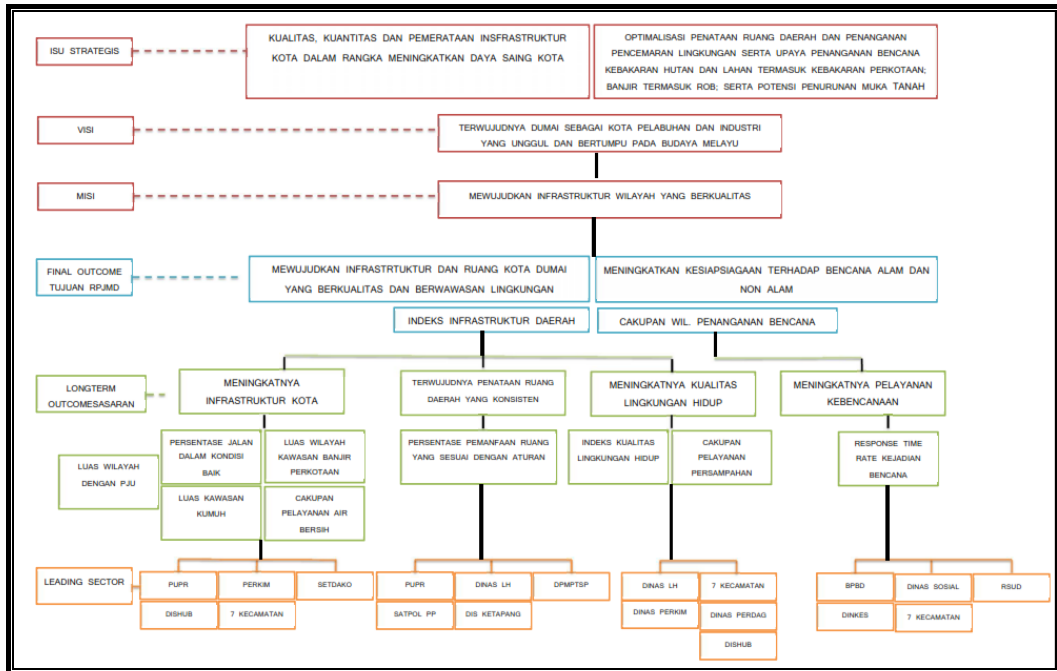 ISU STRATEGIS
KUALITAS, KUANTITAS DAN PEMERATAAN INSFRASTRUKTUR
KOTA DALAM RANGKA MENINGKATKAN DAYA SAING KOTA
OPTIMALISASI PENATAAN RUANG DAERAH DAN PENANGANAN
PENCEMARAN LINGKUNGAN SERTA UPAYA PENANGANAN BENCANA
KEBAKARAN HUTAN DAN LAHAN TERMASUK KEBAKARAN PERKOTAAN;
BANJIR TERMASUK ROB; SERTA POTENSI PENURUNAN MUKA TANAH
VISI
TERWUJUDNYA DUMAI SEBAGAI KOTA PELABUHAN DAN INDUSTRI
YANG UNGGUL DAN BERTUMPU PADA BUDAYA MELAYU
MISI
MEWUJUDKAN INFRASTRUKTUR WILAYAH YANG BERKUALITAS
FINAL OUTCOME
TUJUAN RPJMD
MEWUJUDKAN INFRASTRTUKTUR DAN RUANG KOTA DUMAI
YANG BERKUALITAS DAN BERWAWASAN LINGKUNGAN
MENINGKATKAN KESIAPSIAGAAN TERHADAP BENCANA ALAM DAN
NON ALAM
INDEKS INFRASTRUKTUR DAERAH
CAKUPAN WIL. PENANGANAN BENCANA
LONGTERM
OUTCOMESASARAN
MENINGKATNYA
INFRASTRUKTUR KOTA
TERWUJUDNYA PENATAAN RUANG
DAERAH YANG KONSISTEN
MENINGKATNYA KUALITAS
LINGKUNGAN HIDUP
MENINGKATNYA PELAYANAN
KEBENCANAAN
LUAS WILAYAH
DENGAN PJU
PERSENTASE JALAN
DALAM KONDISI
BAIK
LUAS WILAYAH
KAWASAN BANJIR
PERKOTAAN
LUAS KAWASAN
KUMUH
CAKUPAN
PELAYANAN AIR
BERSIH
PERSENTASE PEMANFAAN RUANG
YANG SESUAI DENGAN ATURAN
INDEKS KUALITAS
LINGKUNGAN HIDUP
CAKUPAN
PELAYANAN
PERSAMPAHAN
RESPONSE TIME
RATE KEJADIAN
BENCANA
LEADING SECTOR
PUPR
PERKIM
SETDAKO
DISHUB
7 KECAMATAN
PUPR
DINAS LH
DPMPTSP
SATPOL PP
DIS KETAPANG
DINAS LH
7 KECAMATAN
DINAS PERKIM
DINAS PERDAG
DISHUB
BPBD
DINAS SOSIAL
RSUD
DINKES
7 KECAMATAN